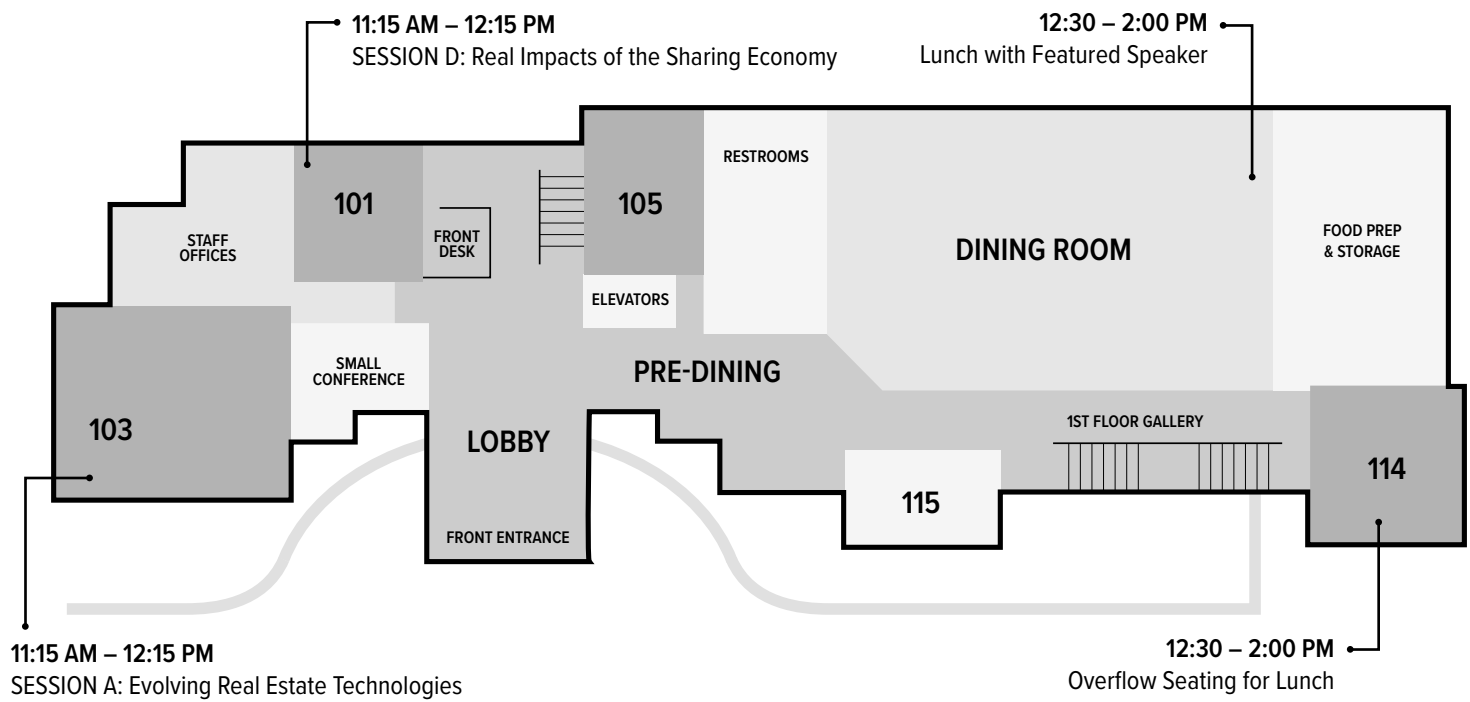 11:15 AM – 12:15 PM
SESSION D: Real Impacts of the Sharing Economy
12:30 – 2:00 PM
Lunch with Featured Speaker
RESTROOMS
101
105
STAFF
OFFICES
FRONT
DESK
DINING ROOM
FOOD PREP
& STORAGE
ELEVATORS
SMALL
CONFERENCE
PRE-DINING
103
LOBBY
1ST FLOOR GALLERY
114
115
FRONT ENTRANCE
11:15 AM – 12:15 PM
SESSION A: Evolving Real Estate Technologies
12:30 – 2:00 PM
Overflow Seating for Lunch